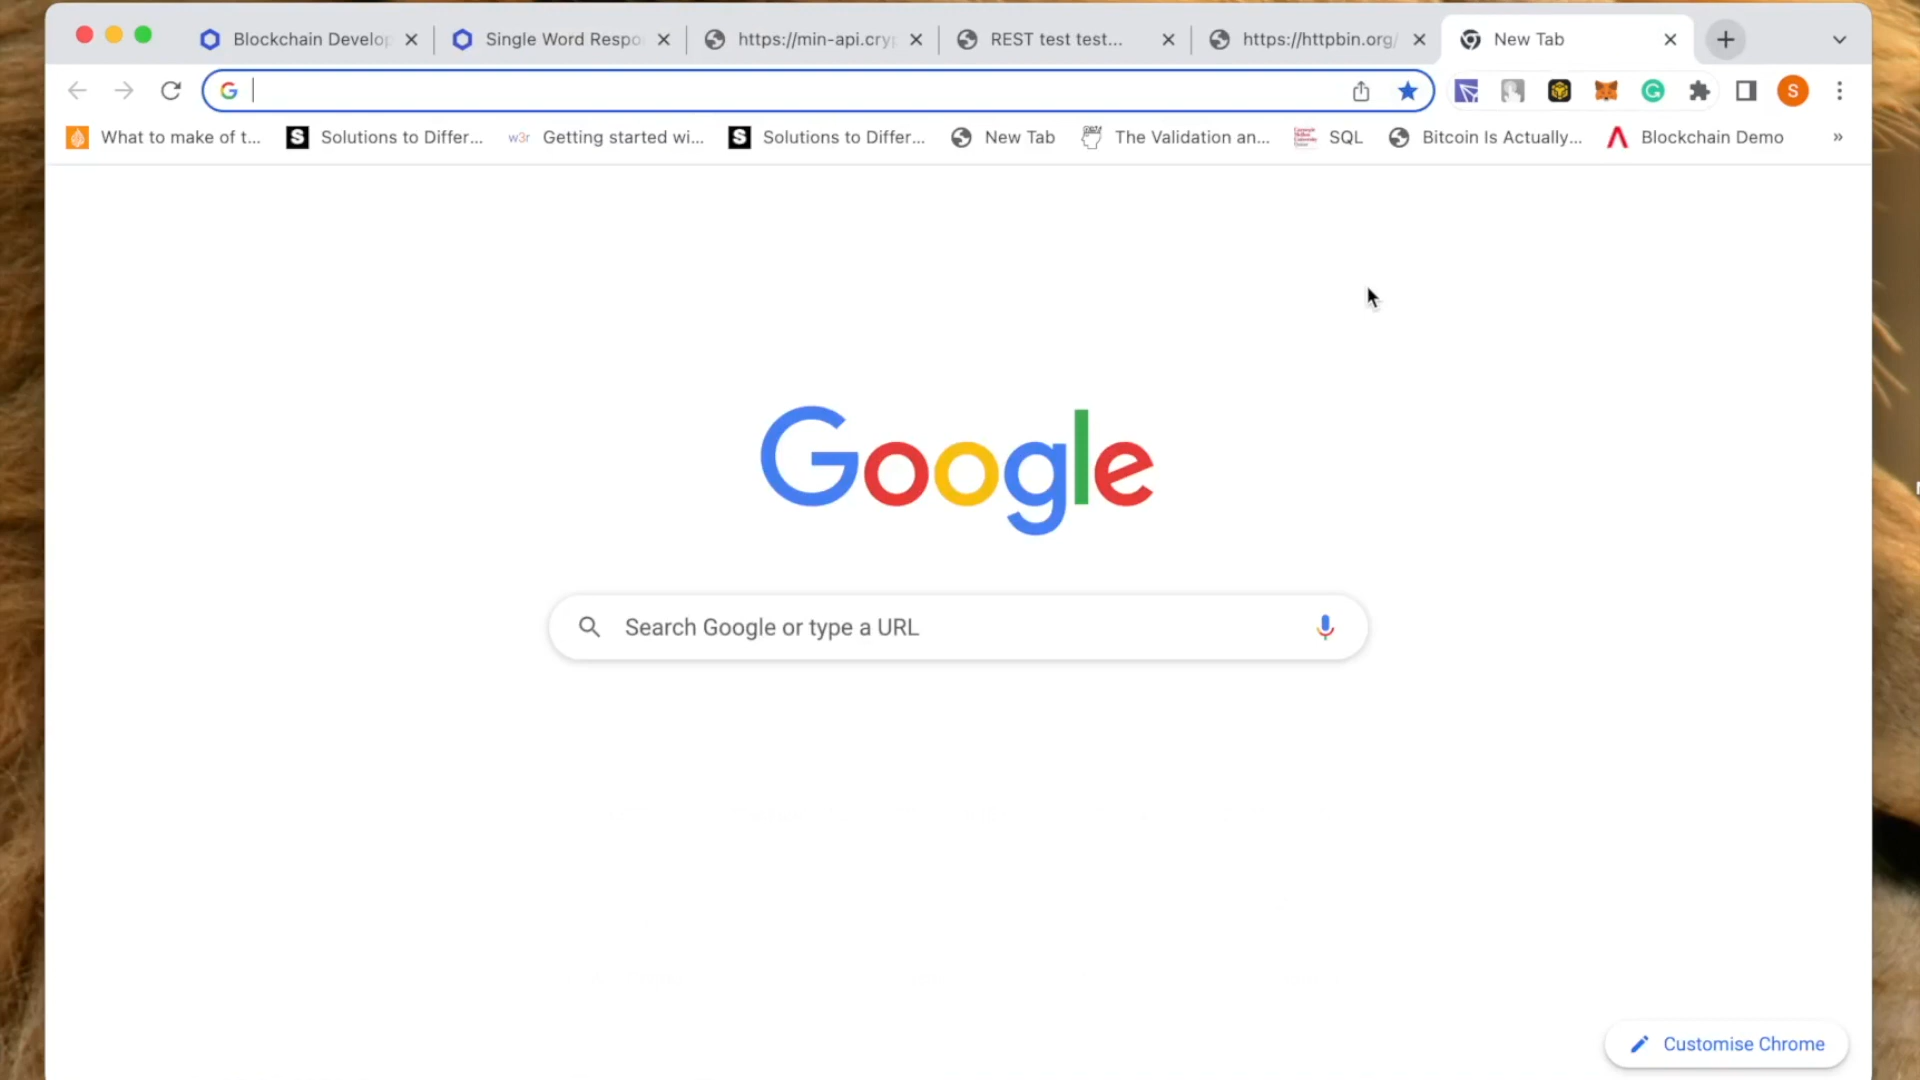 Blockchain Develop
Single Word Respo
https://min-api.cryp
REST test test...
https://httpbin.org/
New Tab
S
What to make of t...
S Solutions to Differ...
w3r Getting started wi...
S Solutions to Differ...
New Tab
The Validation an...
SQL
Bitcoin Is Actually...
Blockchain Demo
»
Google
Search Google or type a URL
Customise Chrome